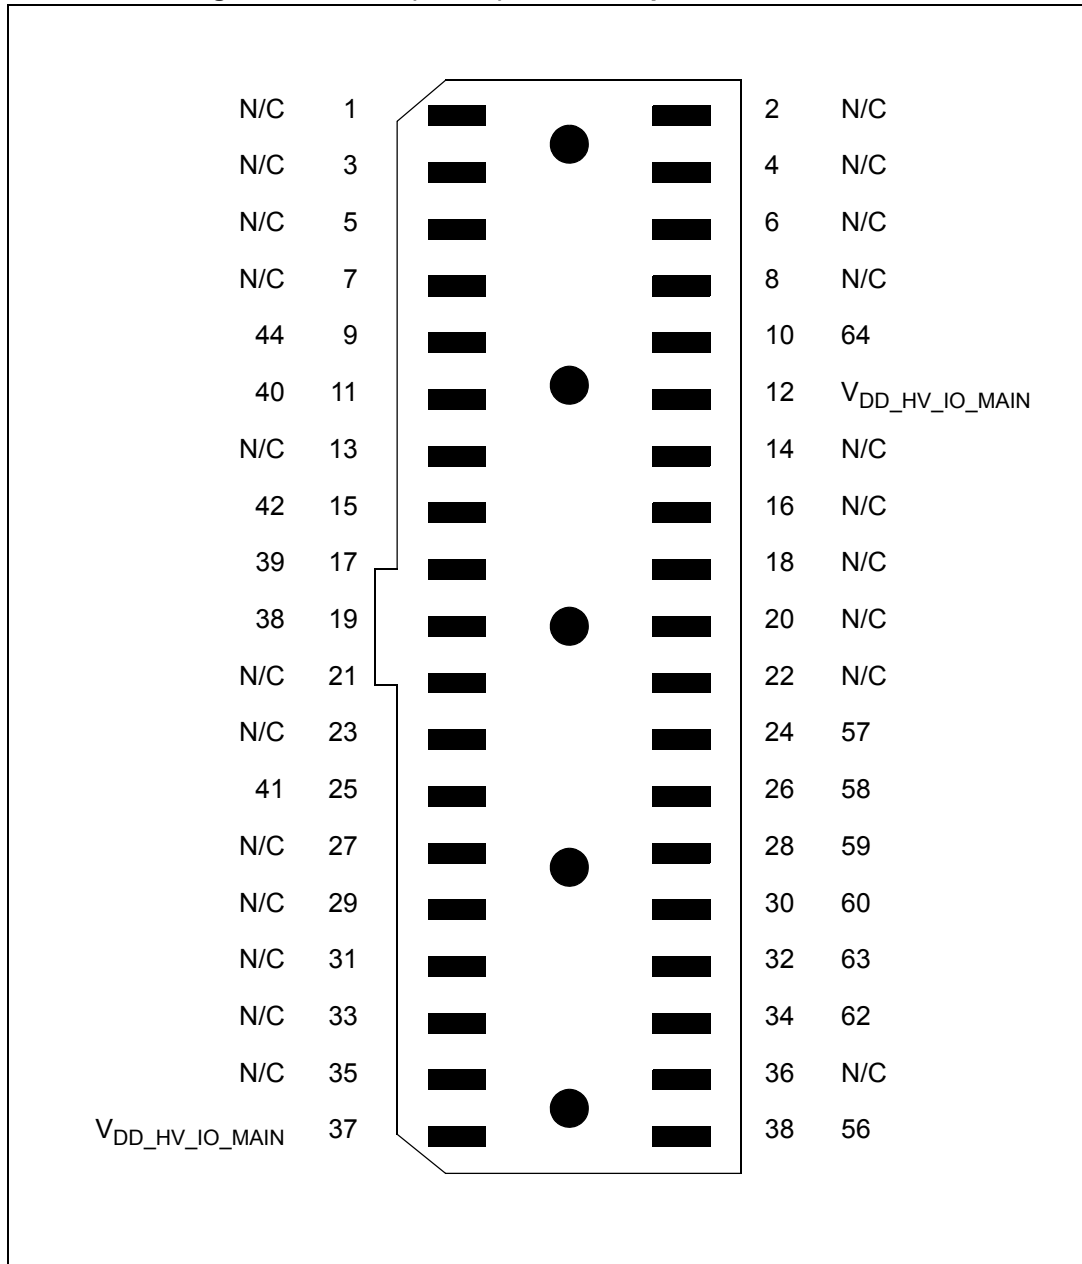 N/C 1 2 N/C
N/C 3 4 N/C
N/C 5 6 N/C
N/C 7 8 N/C
44 9 10 64
40 11 12 VDD_HV_IO_MAIN
N/C 13 14 N/C
42 15 16 N/C
39 17 18 N/C
38 19 20 N/C
N/C 21 22 N/C
N/C 23 24 57
41 25 26 58
N/C 27 28 59
N/C 29 30 60
N/C 31 32 63
N/C 33 34 62
N/C 35 36 N/C
VDD_HV_IO_MAIN 37 38 56